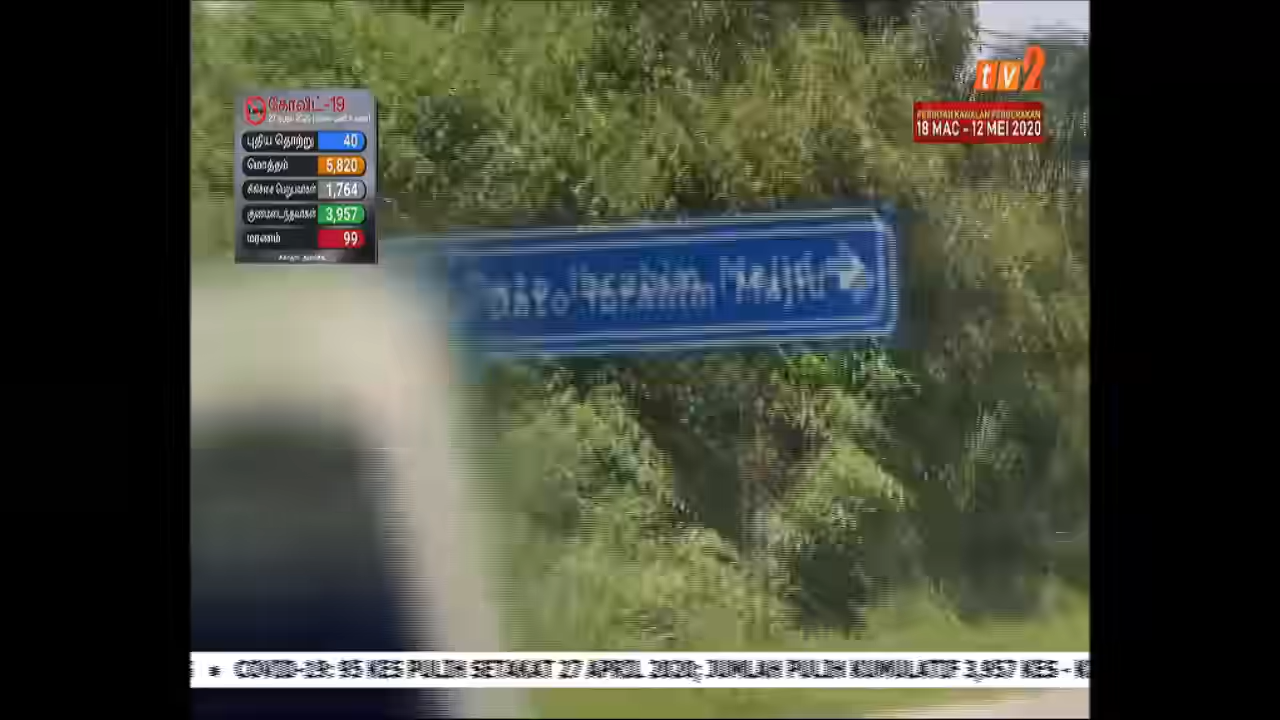 tv2
PERINTAH KAWALAN PERGERAKAN
18 MAC - 12 MEI 2020
கோவிட்-19
புதிய தொற்று 40
மொத்தம் 5,820
சிகிச்சை பெறுபவர்கள் 1,764
குணமடைந்தவர்கள் 3,957
மரணம் 99
Dato Ibrahim Majid
• COVID-19: 95 KES PULIH SETAKAT 27 APRIL 2020; JUMLAH PULIH KUMULATIF 3,957 KES -